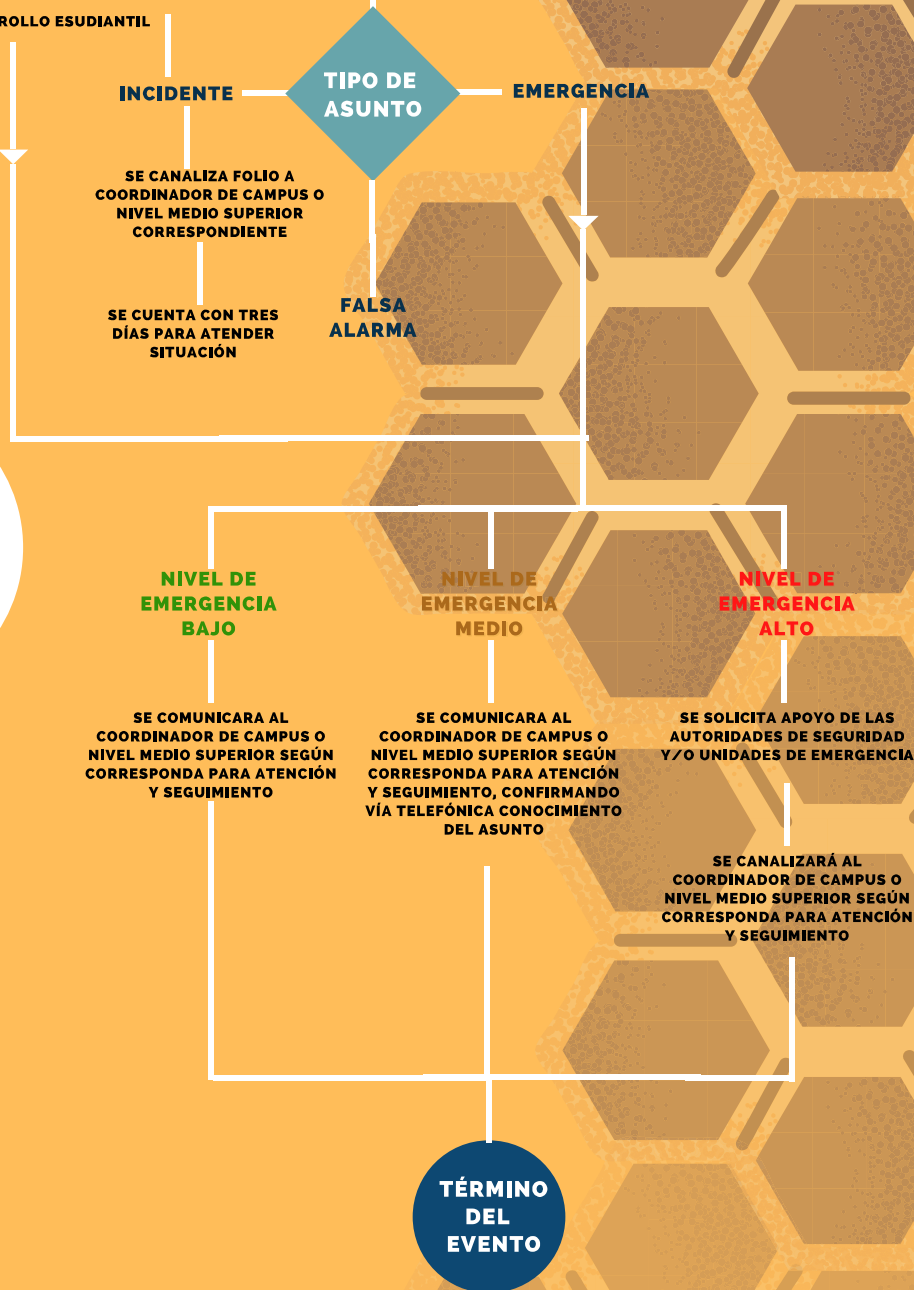 ROLLO ESUDIANTIL
TIPO DE
ASUNTO
INCIDENTE
EMERGENCIA
SE CANALIZA FOLIO A
COORDINADOR DE CAMPUS O
NIVEL MEDIO SUPERIOR
CORRESPONDIENTE
SE CUENTA CON TRES
DÍAS PARA ATENDER
SITUACIÓN
FALSA
ALARMA
NIVEL DE
EMERGENCIA
BAJO
NIVEL DE
EMERGENCIA
MEDIO
NIVEL DE
EMERGENCIA
ALTO
SE COMUNICARA AL
COORDINADOR DE CAMPUS O
NIVEL MEDIO SUPERIOR SEGÚN
CORRESPONDA PARA ATENCIÓN
Y SEGUIMIENTO
SE COMUNICARA AL
COORDINADOR DE CAMPUS O
NIVEL MEDIO SUPERIOR SEGÚN
CORRESPONDA PARA ATENCIÓN
Y SEGUIMIENTO, CONFIRMANDO
VÍA TELEFÓNICA CONOCIMIENTO
DEL ASUNTO
SE SOLICITA APOYO DE LAS
AUTORIDADES DE SEGURIDAD
Y/O UNIDADES DE EMERGENCIA
SE CANALIZARÁ AL
COORDINADOR DE CAMPUS O
NIVEL MEDIO SUPERIOR SEGÚN
CORRESPONDA PARA ATENCIÓN
Y SEGUIMIENTO
TÉRMINO
DEL
EVENTO